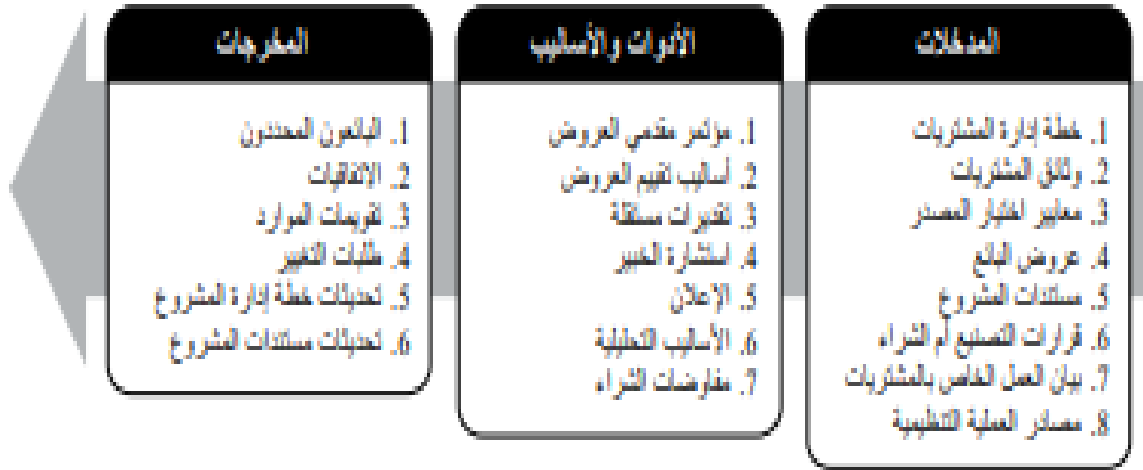 المدخلات
1. خطة إدارة المشتريات
2. وثائق المشتريات
3. معايير اختيار المصدر
4. عروض البائع
5. مستندات المشروع
6. قرارات التصنيع أم الشراء
7. بيان العمل الخاص بالمشتريات
8. مصادر العملية التنظيمية
الأدوات والأساليب
1. مؤتمر مقدمي العروض
2. أساليب تقييم العروض
3. تقديرات مستقلة
4. استشارة الخبير
5. الإعلان
6. الأساليب التحليلية
7. مفاوضات الشراء
المخرجات
1. البائعون المحددون
2. الاتفاقيات
3. تقويمات الموارد
4. طلبات التغيير
5. تحديثات خطة إدارة المشروع
6. تحديثات مستندات المشروع